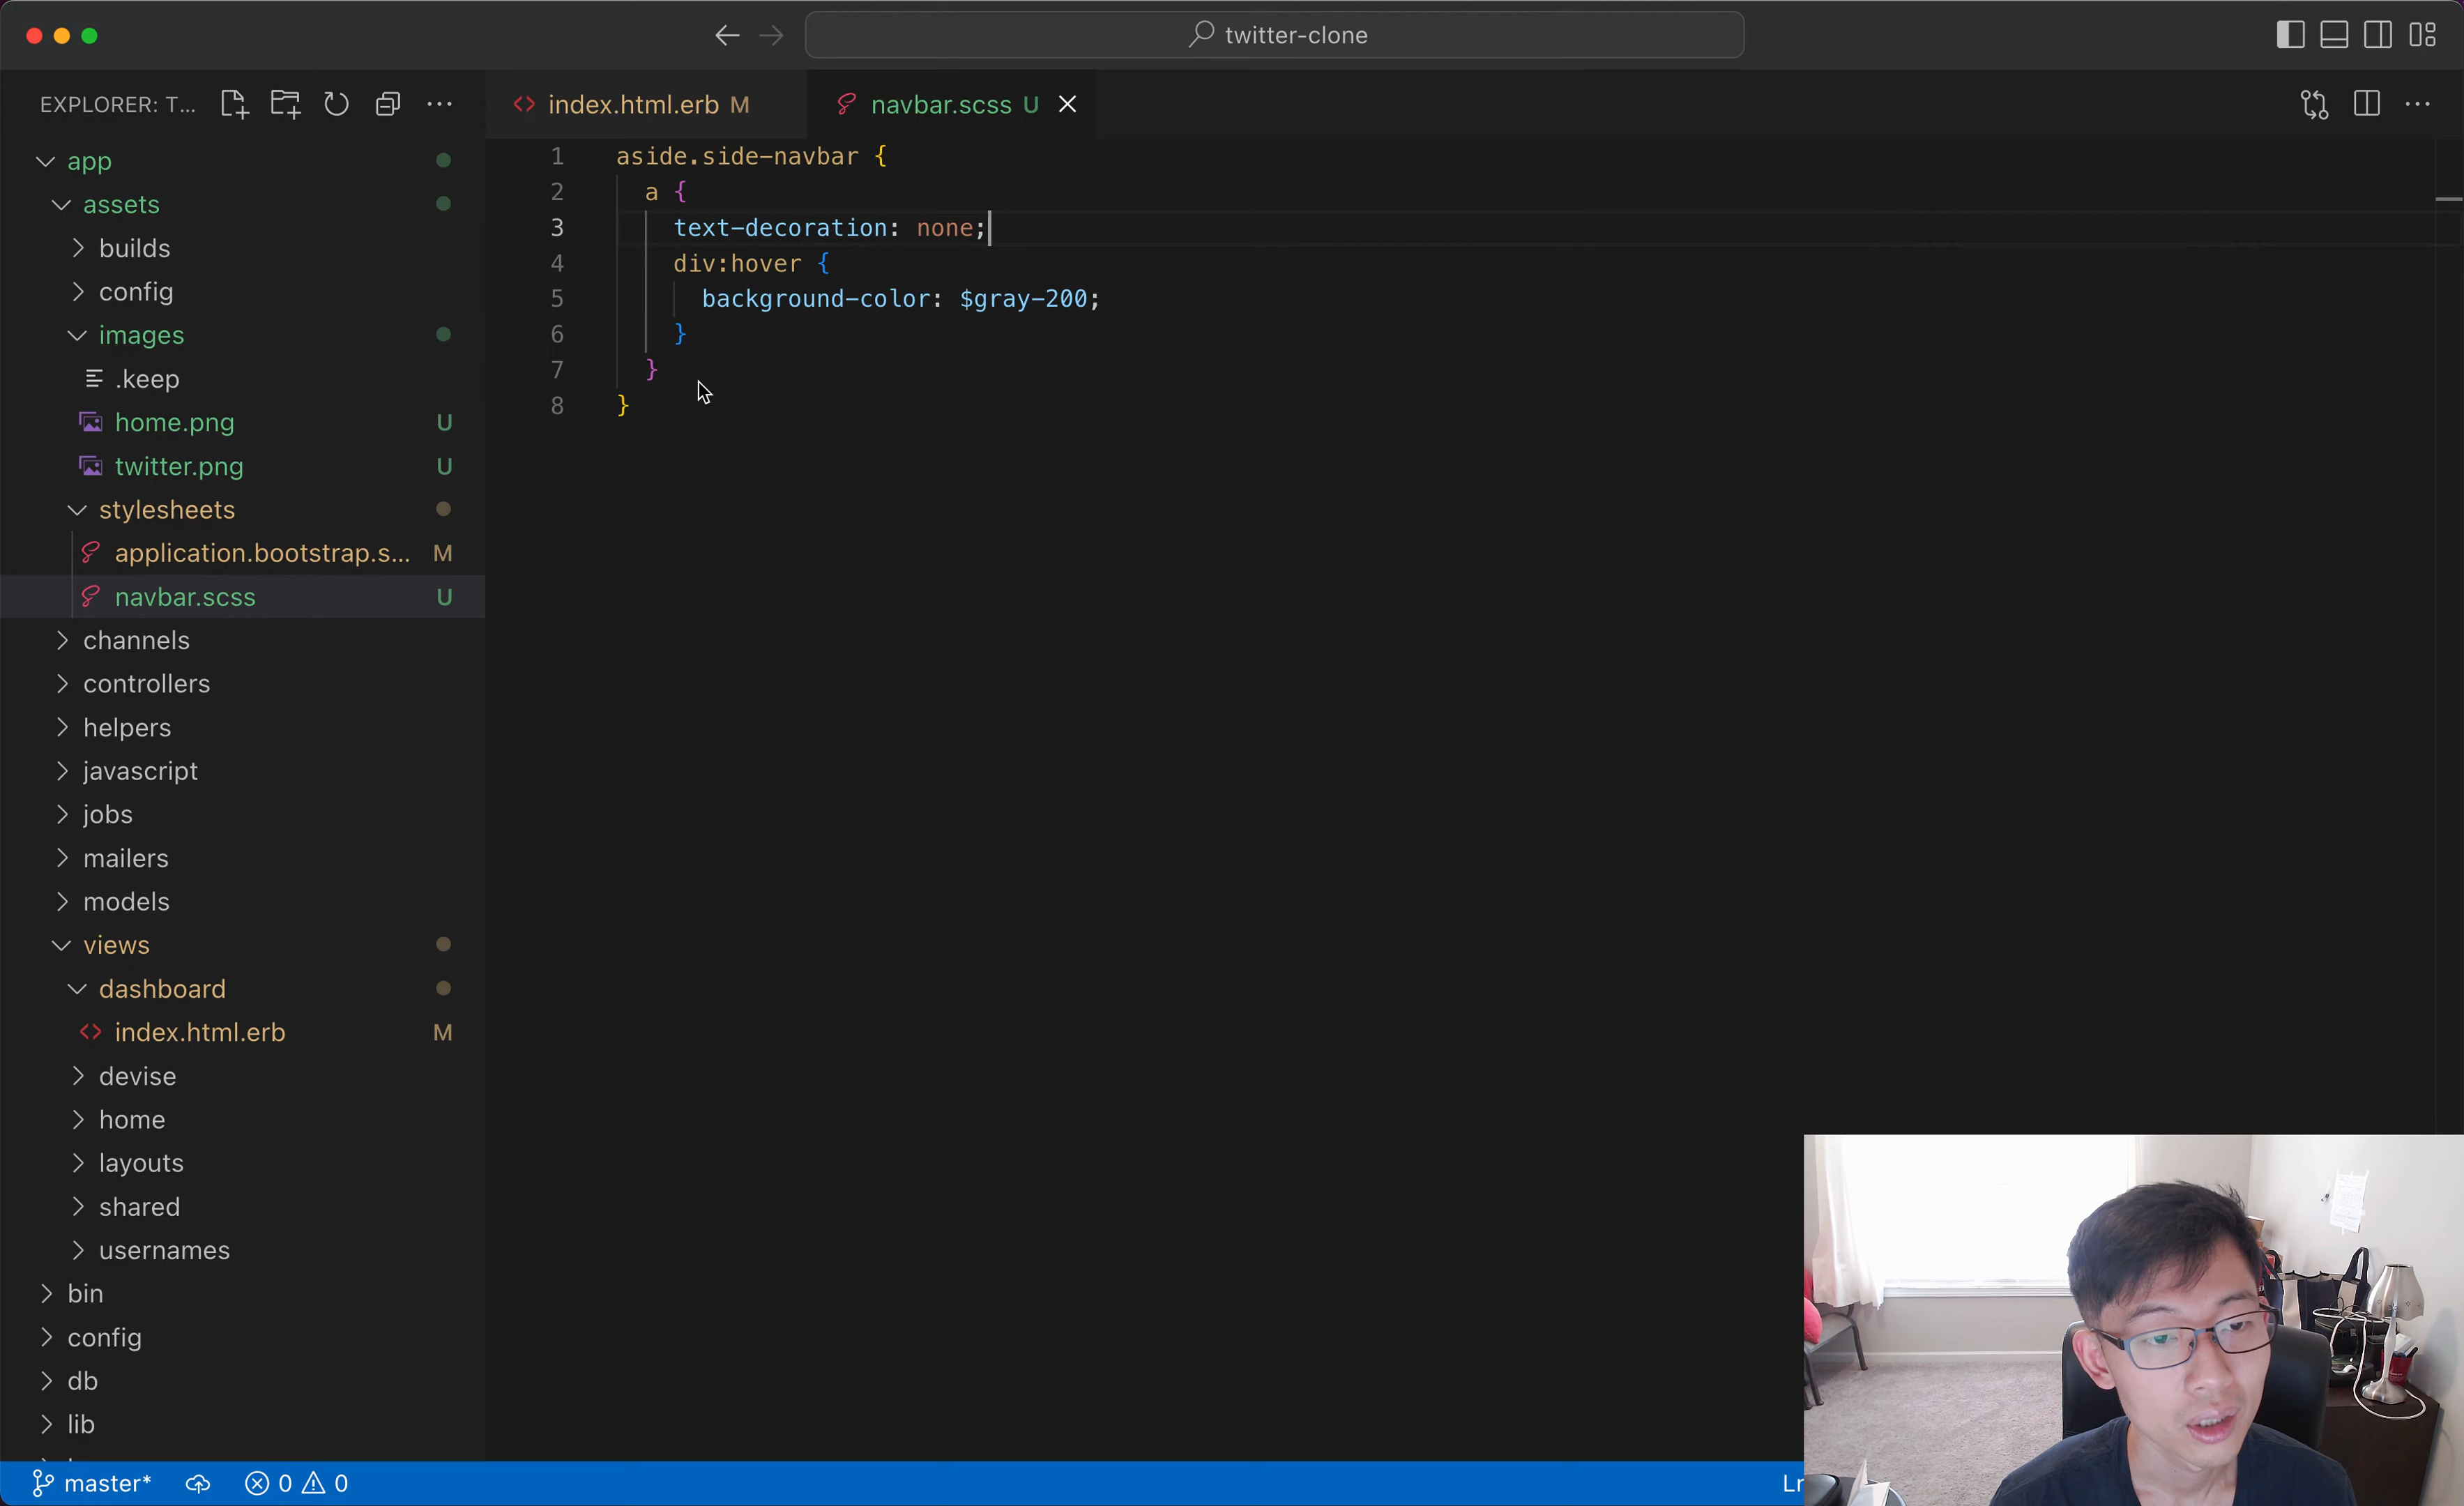 twitter-clone
EXPLORER: T...
index.html.erb M
navbar.scss U
app
assets
builds
config
images
.keep
home.png U
twitter.png U
stylesheets
application.bootstrap.s... M
navbar.scss U
channels
controllers
helpers
javascript
jobs
mailers
models
views
dashboard
index.html.erb M
devise
home
layouts
shared
usernames
bin
config
db
lib
1 aside.side-navbar {
2 a {
3 text-decoration: none;
4 div:hover {
5 background-color: $gray-200;
6 }
7 }
8 }
master* 0 0
Ln